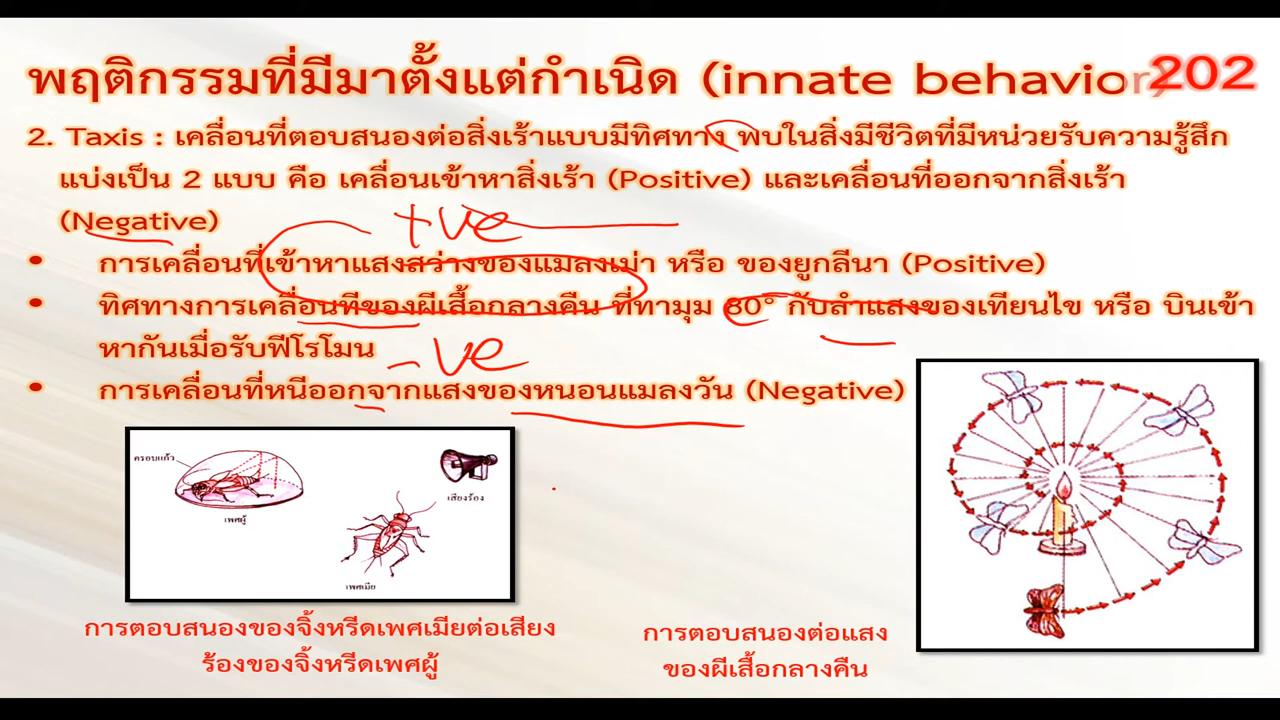 พฤติกรรมที่มีมาตั้งแต่กำเนิด (innate behavior)
202
2. Taxis : เคลื่อนที่ตอบสนองต่อสิ่งเร้าแบบมีทิศทาง พบในสิ่งมีชีวิตที่มีหน่วยรับความรู้สึก
แบ่งเป็น 2 แบบ คือ เคลื่อนเข้าหาสิ่งเร้า (Positive) และเคลื่อนที่ออกจากสิ่งเร้า
(Negative)
+ve
• การเคลื่อนที่เข้าหาแสงสว่างของแมลงเม่า หรือ ของยูกลีนา (Positive)
• ทิศทางการเคลื่อนทีของผีเสื้อกลางคืน ที่ทามุม 80° กับลำแสงของเทียนไข หรือ บินเข้า
หากันเมื่อรับฟีโรโมน
-ve
• การเคลื่อนที่หนีออกจากแสงของหนอนแมลงวัน (Negative)
ครอบแก้ว
เพศผู้
เสียงร้อง
เพศเมีย
การตอบสนองของจิ้งหรีดเพศเมียต่อเสียง
ร้องของจิ้งหรีดเพศผู้
การตอบสนองต่อแสง
ของผีเสื้อกลางคืน